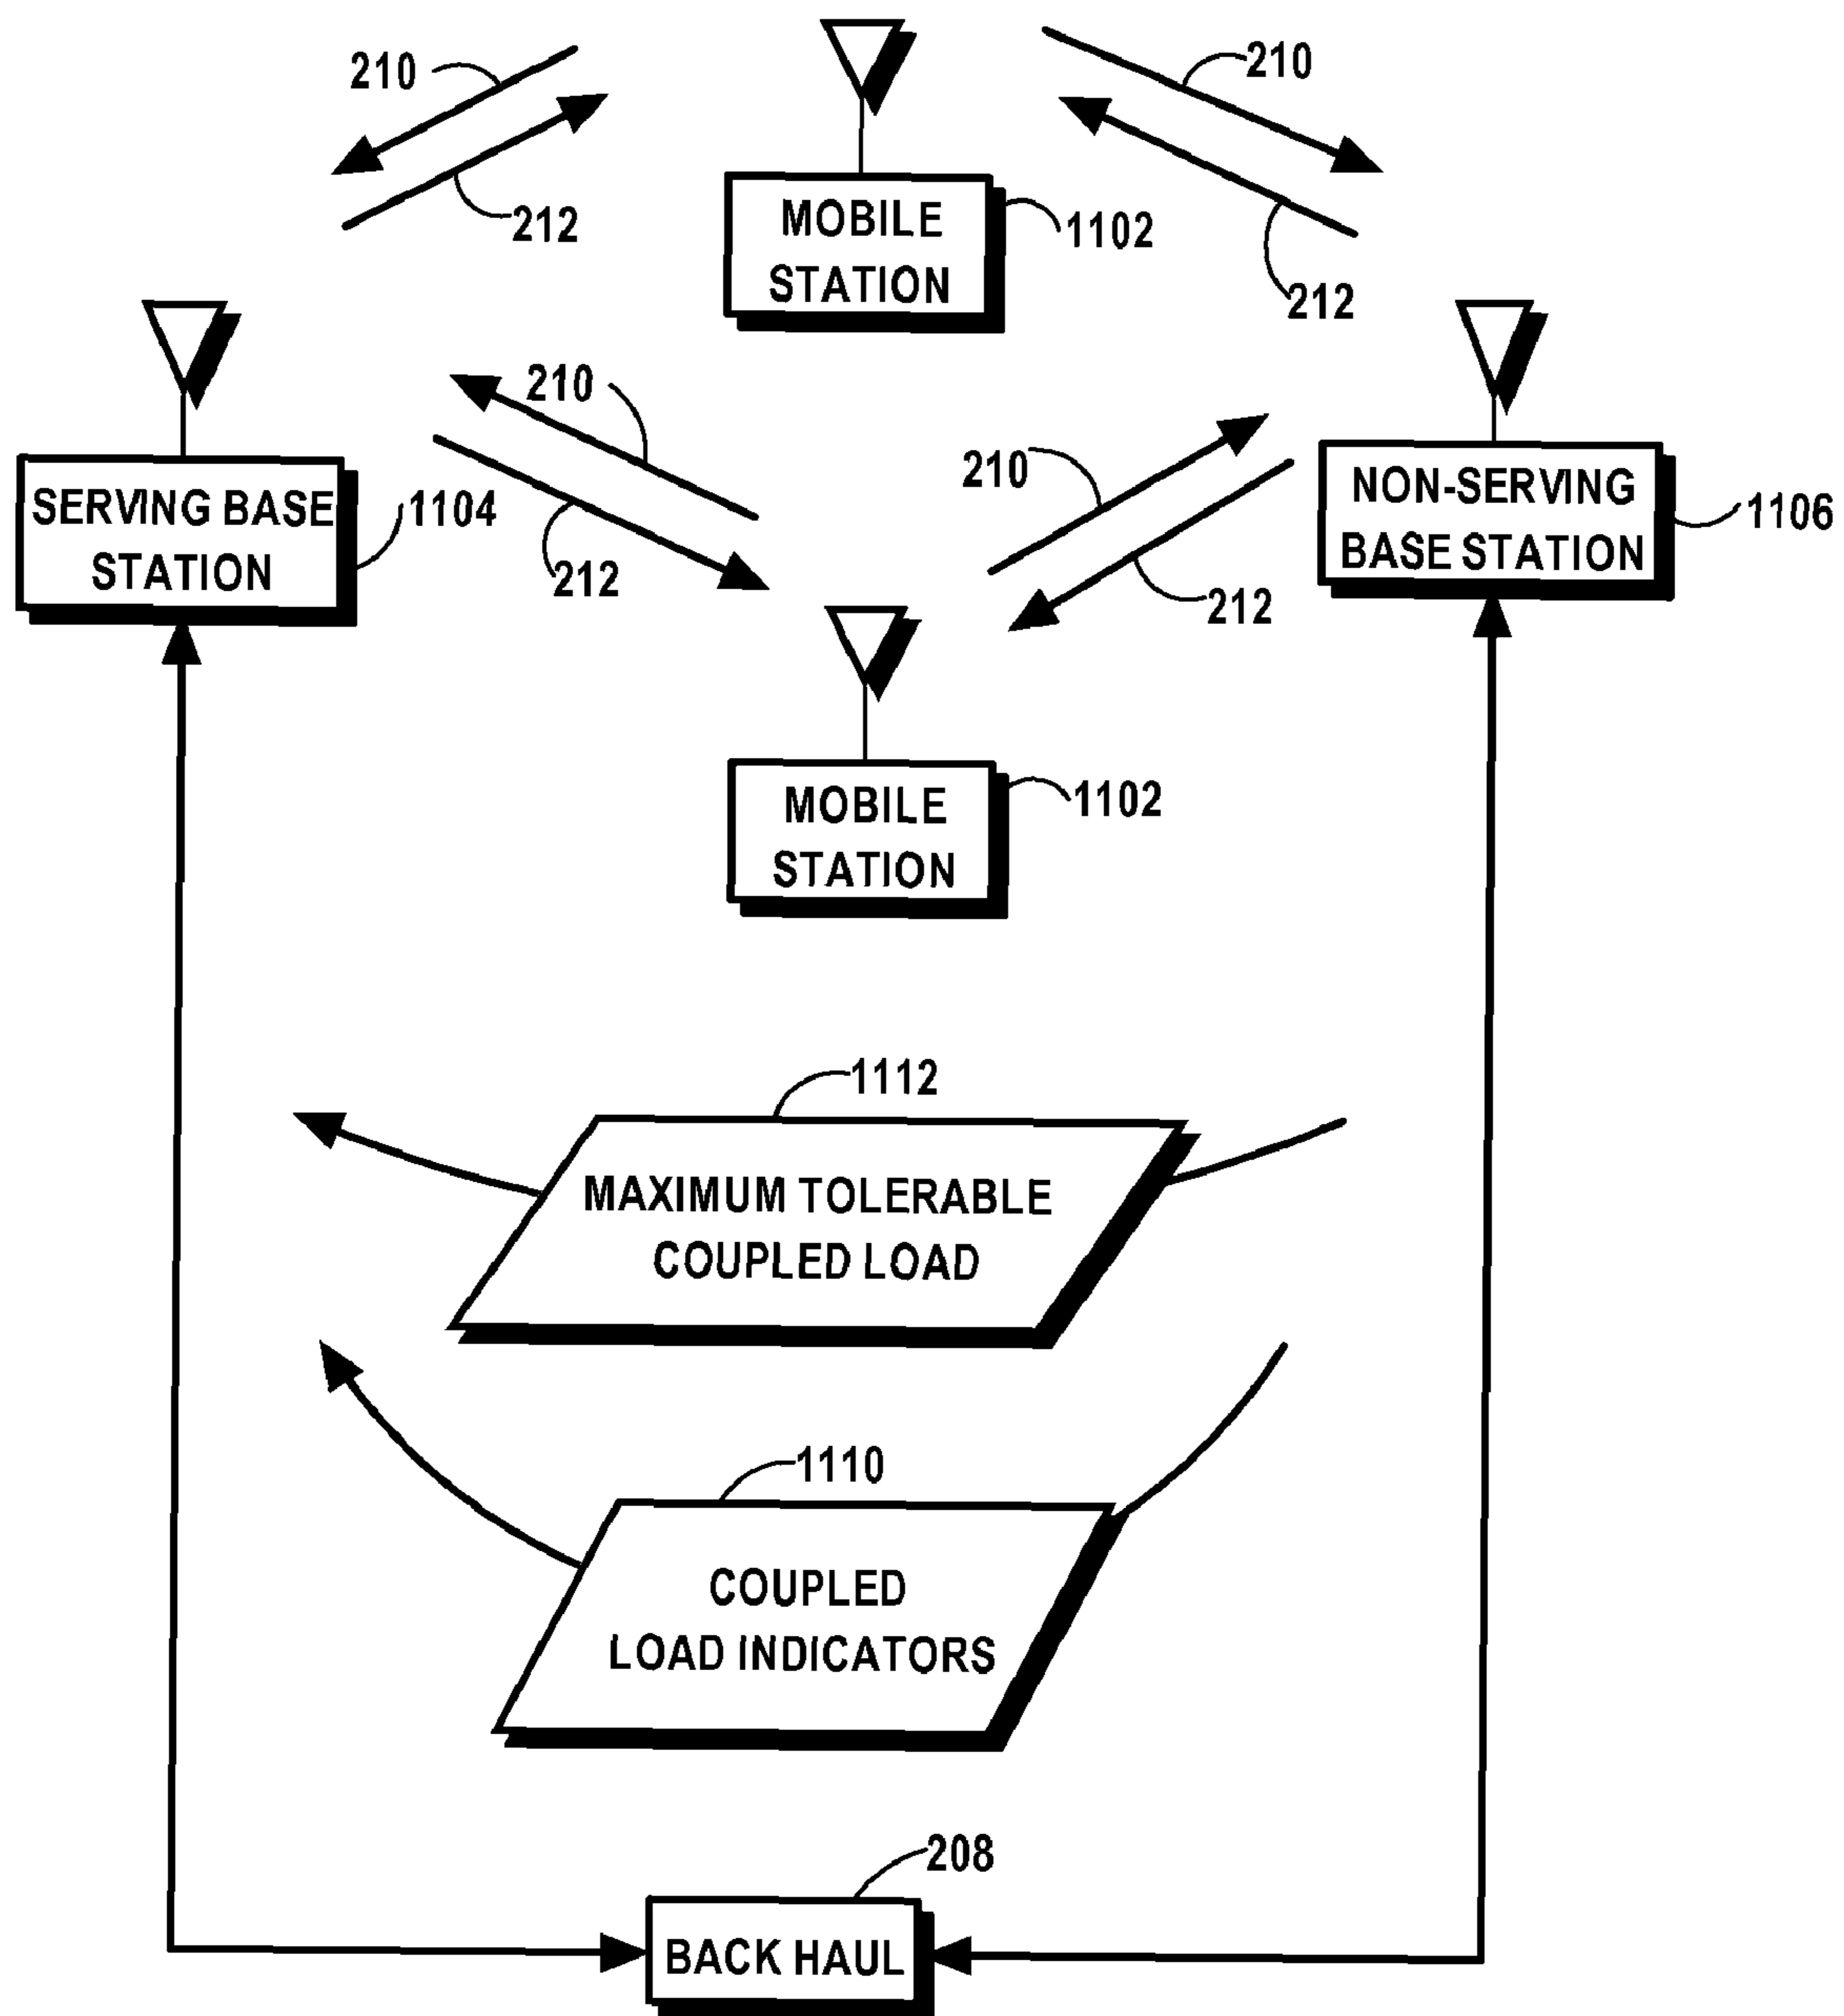 210
210
212
MOBILE
STATION
1102
212
210
SERVING BASE
STATION
1104
212
210
NON-SERVING
BASE STATION
1106
212
MOBILE
STATION
1102
1112
MAXIMUM TOLERABLE
COUPLED LOAD
1110
COUPLED
LOAD INDICATORS
208
BACK HAUL